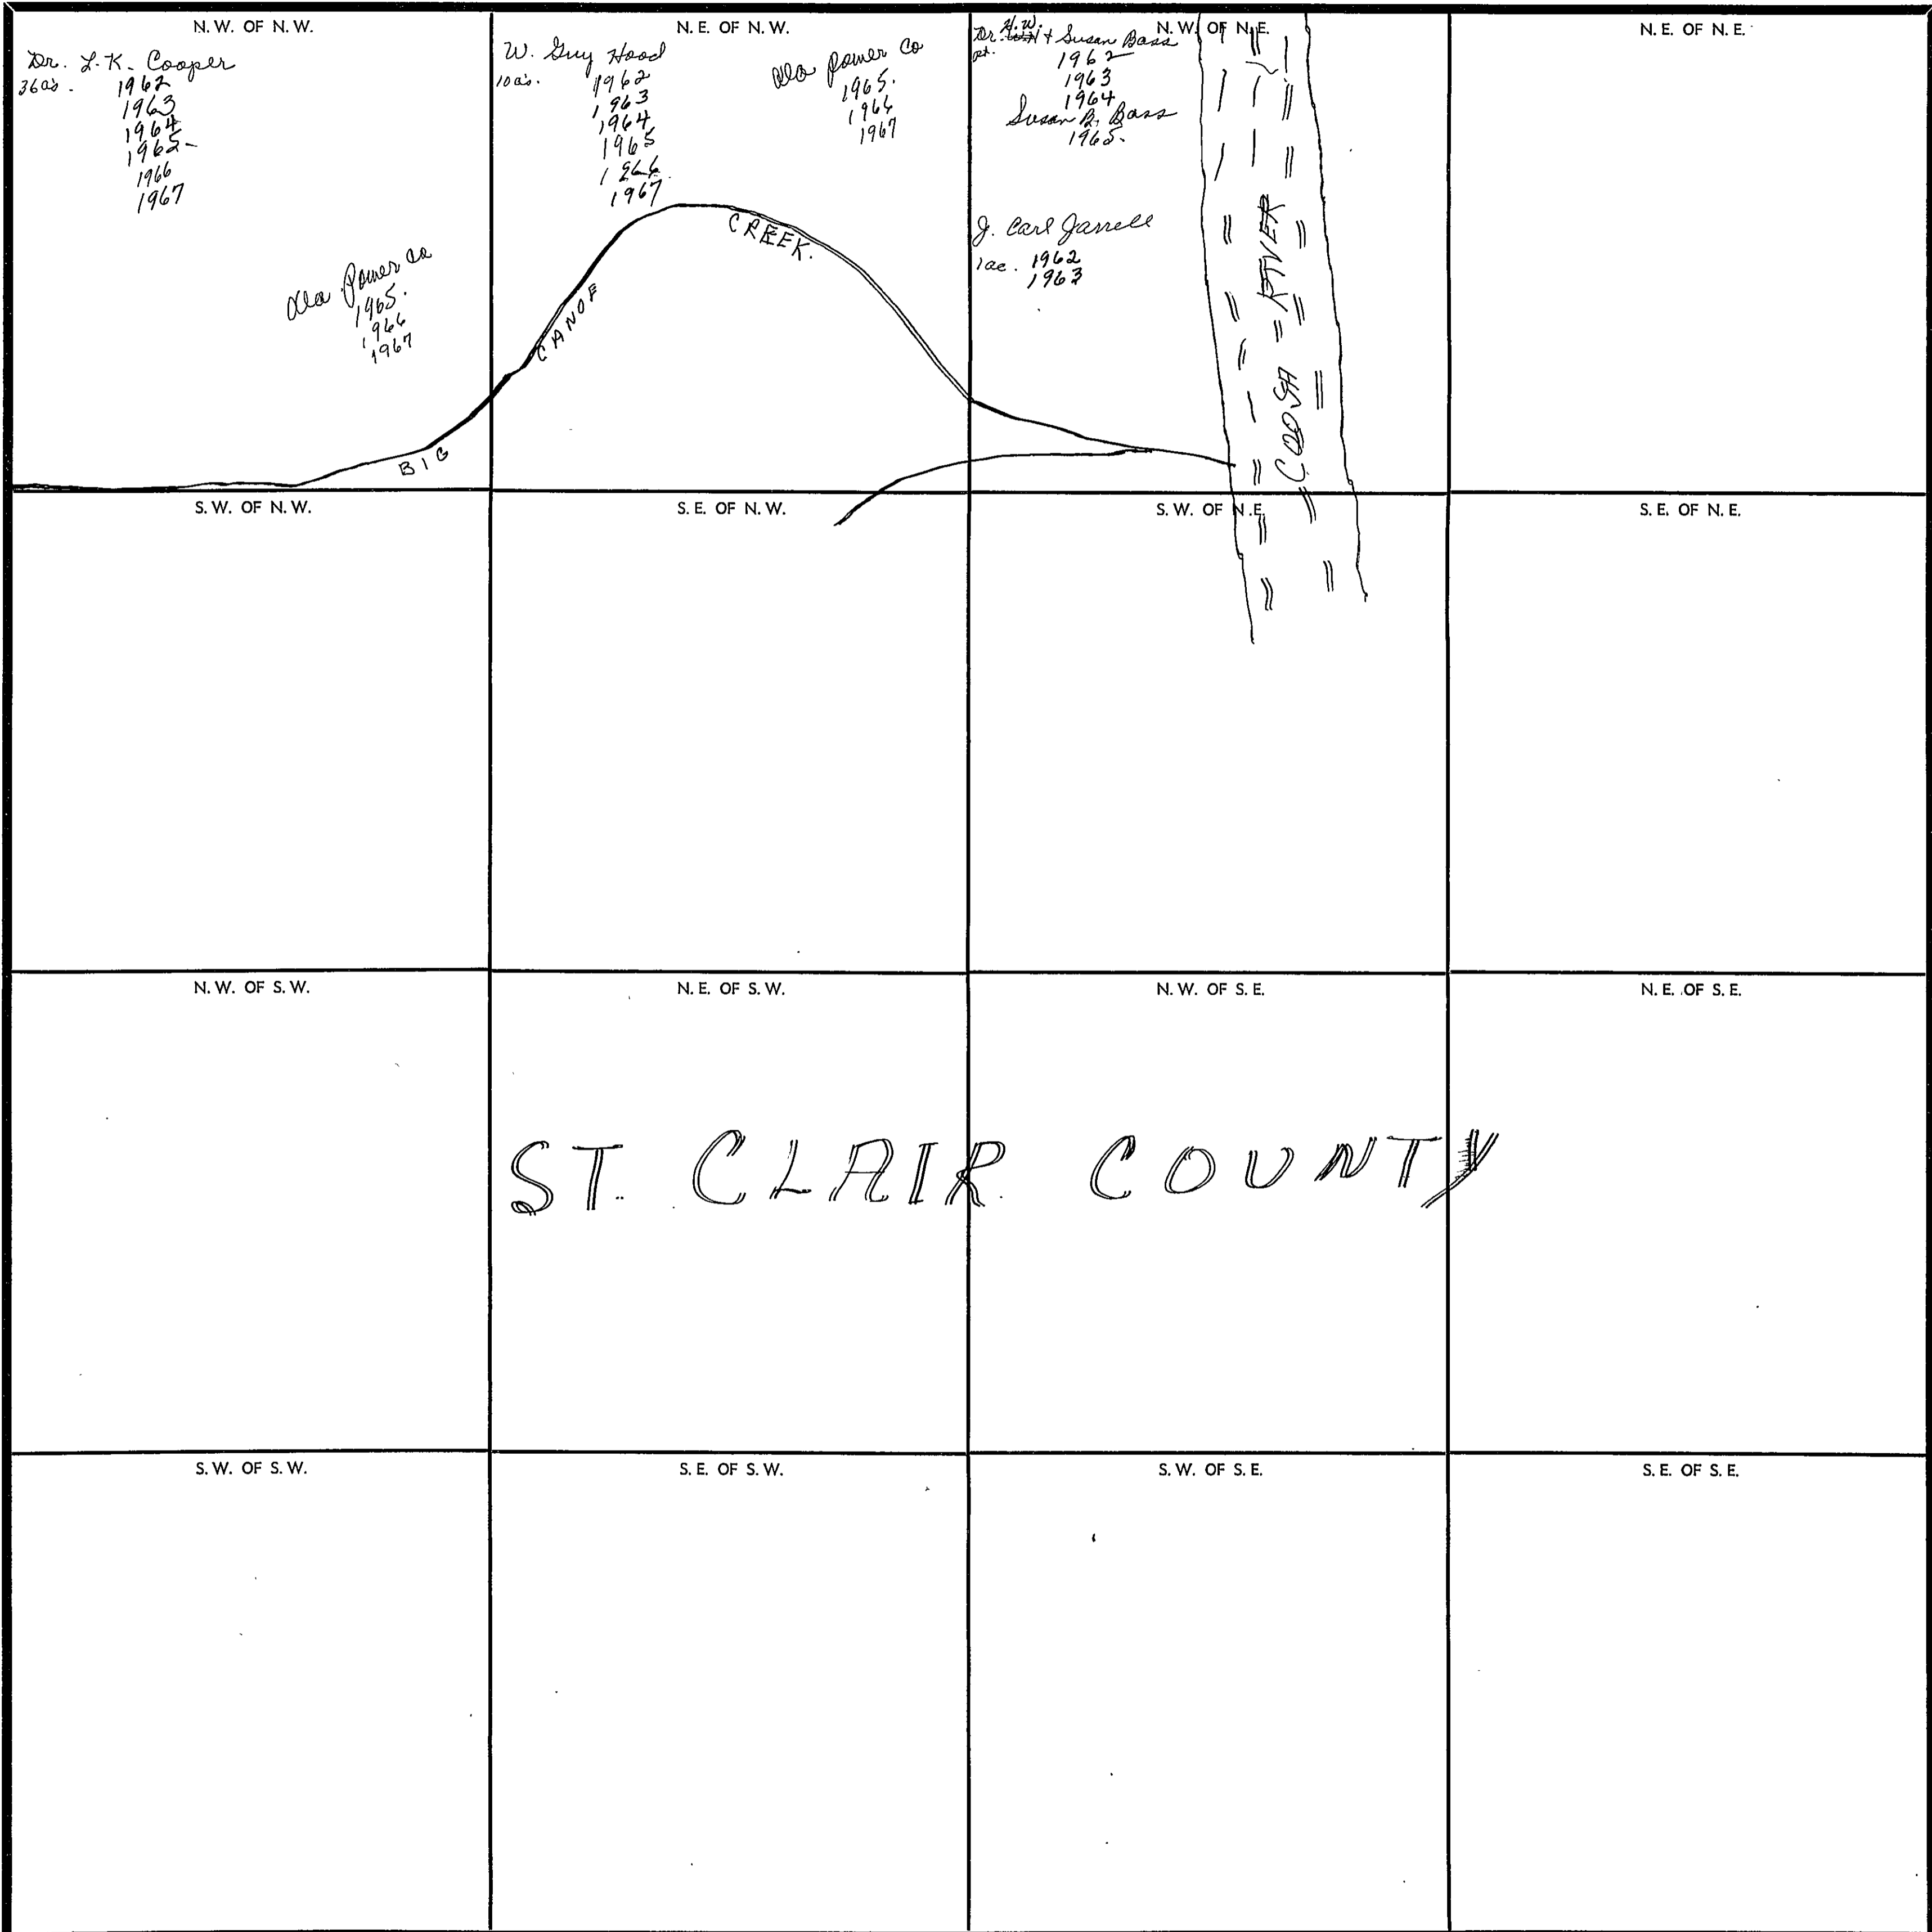 N.W. OF N.W.
Dr. L.K. Cooper
36 a's.
1962
1963
1964
1965
1966
1967
Ala Power Co
1965.
1966
1967
N.E. OF N.W.
W. Guy Hood
10 a's.
1962
1963
1964
1965
1966.
1967
Ala Power Co
1965.
1966
1967
N.W. OF N.E.
Dr. H.W. + Susan Bass
pt.
1962
1963
1964
Susan B. Bass
1965.
J. Carl Jarrell
1 ac. 1962
1963
N.E. OF N.E.
BIG CANOE CREEK.
COOSA RIVER
S.W. OF N.W.
S.E. OF N.W.
S.W. OF N.E.
S.E. OF N.E.
N.W. OF S.W.
N.E. OF S.W.
N.W. OF S.E.
N.E. OF S.E.
ST. CLAIR COUNTY
S.W. OF S.W.
S.E. OF S.W.
S.W. OF S.E.
S.E. OF S.E.